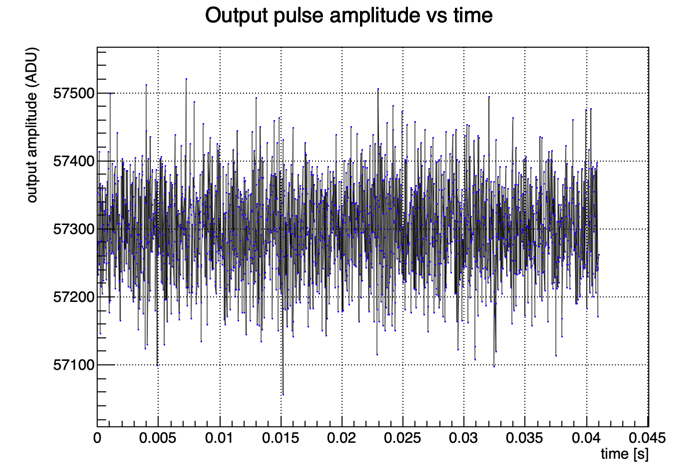 Output pulse amplitude vs time
output amplitude (ADU)
57500
57400
57300
57200
57100
0 0.005 0.01 0.015 0.02 0.025 0.03 0.035 0.04 0.045
time [s]